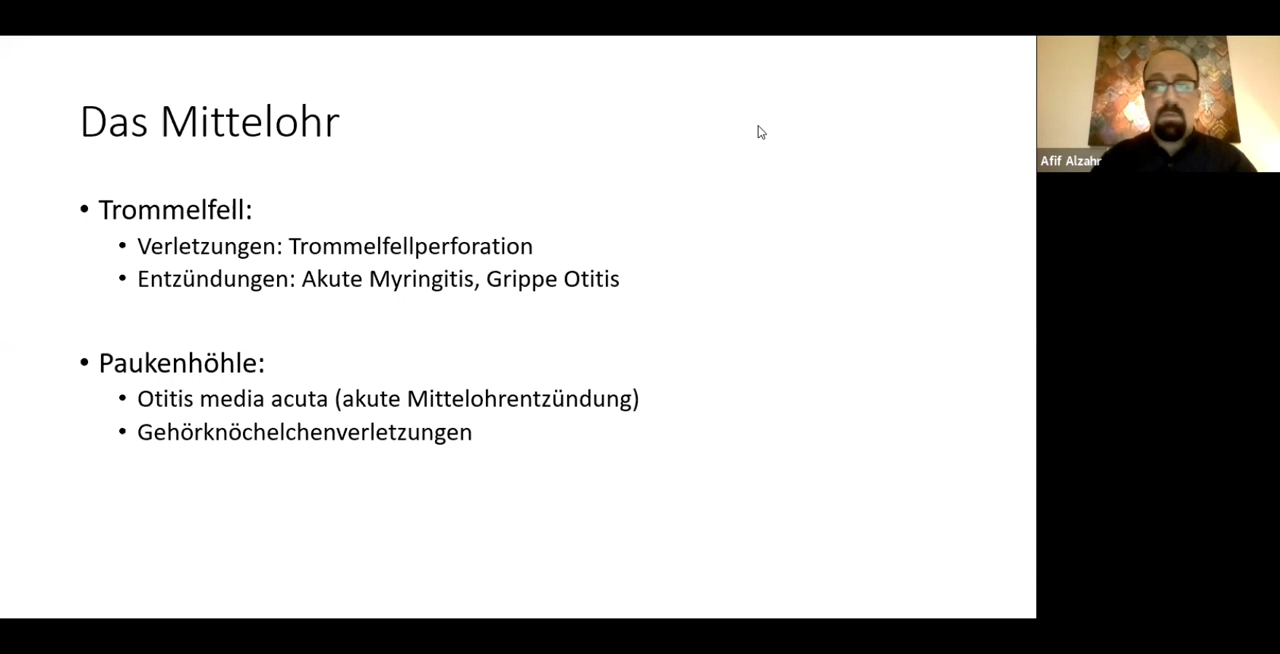 Das Mittelohr
• Trommelfell:
• Verletzungen: Trommelfellperforation
• Entzündungen: Akute Myringitis, Grippe Otitis
• Paukenhöhle:
• Otitis media acuta (akute Mittelohrentzündung)
• Gehörknöchelchenverletzungen
Afif Alzahr